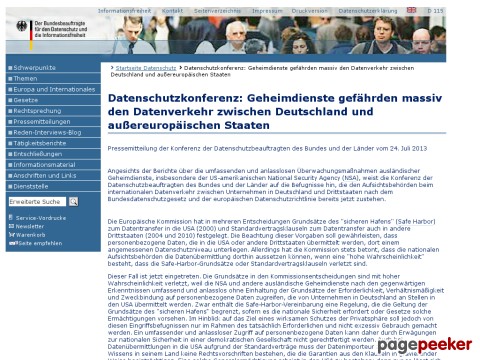 Informationsfreiheit Kontakt Seitenverzeichnis Impressum Druckversion Datenschutz D 115
Der Bundesbeauftragte
für den Datenschutz und
die Informationsfreiheit
Startseite Datenschutz > Datenschutzkonferenz: Geheimdienste gefährden massiv den Datenverkehr zwischen
Deutschland und außereuropäischen Staaten
Schwerpunkte
Themen
Europa und Internationales
Gesetze
Rechtsprechung
Pressemitteilungen
Reden-Interviews-Blog
Tätigkeitsberichte
Entschließungen
Informationsmaterial
Anschriften und Links
Dienststelle
Erweiterte Suche
Service-Vordrucke
Newsletter
Warenkorb
Seite empfehlen
Datenschutzkonferenz: Geheimdienste gefährden massiv
den Datenverkehr zwischen Deutschland und
außereuropäischen Staaten
Pressemitteilung der Konferenz der Datenschutzbeauftragten des Bundes und der Länder vom 24. Juli 2013
Angesichts der Berichte über die umfassenden und anlasslosen Überwachungsmaßnahmen ausländischer
Geheimdienste, insbesondere der US-amerikanischen National Security Agency (NSA), weist die Konferenz der
Datenschutzbeauftragten des Bundes und der Länder auf die Befugnisse hin, die den Aufsichtsbehörden beim
internationalen Datenverkehr zwischen Unternehmen in Deutschland und Drittstaaten nach dem
Bundesdatenschutzgesetz und der europäischen Datenschutzrichtlinie bereits jetzt zustehen.
Die Europäische Kommission hat in mehreren Entscheidungen Grundsätze des "sicheren Hafens" (Safe Harbor)
zum Datentransfer in die USA (2000) und Standardvertragsklauseln zum Datentransfer auch in andere
Drittstaaten (2004 und 2010) festgelegt. Die Beachtung dieser Vorgaben soll gewährleisten, dass
personenbezogene Daten, die in die USA oder andere Drittstaaten übermittelt werden, dort einem
angemessenen Datenschutzniveau unterliegen. Allerdings hat die Kommission stets betont, dass die nationalen
Aufsichtsbehörden die Datenübermittlung dorthin aussetzen können, wenn eine "hohe Wahrscheinlichkeit"
besteht, dass die Safe-Harbor-Grundsätze oder Standardvertragsklauseln verletzt sind.
Dieser Fall ist jetzt eingetreten. Die Grundsätze in den Kommissionsentscheidungen sind mit hoher
Wahrscheinlichkeit verletzt, weil die NSA und andere ausländische Geheimdienste nach den gegenwärtigen
Erkenntnissen umfassend und anlasslos ohne Einhaltung der Grundsätze der Erforderlichkeit, Verhältnismäßigkeit
und Zweckbindung auf personenbezogene Daten zugreifen, die von Unternehmen in Deutschland an Stellen in
den USA übermittelt werden. Zwar enthält die Safe-Harbor-Vereinbarung eine Regelung, die die Geltung der
Grundsätze des "sicheren Hafens" begrenzt, sofern es die nationale Sicherheit erfordert oder Gesetze solche
Ermächtigungen vorsehen. Im Hinblick auf das Ziel eines wirksamen Schutzes der Privatsphäre soll jedoch von
diesen Eingriffsbefugnissen nur im Rahmen des tatsächlich Erforderlichen und nicht exzessiv Gebrauch gemacht
werden. Ein umfassender und anlassloser Zugriff auf personenbezogene Daten kann daher durch Erwägungen
zur nationalen Sicherheit in einer demokratischen Gesellschaft nicht gerechtfertigt werden. Auch bei
Datenübermittlungen in die USA aufgrund der Standardverträge muss der Datenimporteur
in seinem Land keine Rechtsvorschriften bestehen, die die Garantien aus den Klauseln in
pagepeeker
.com